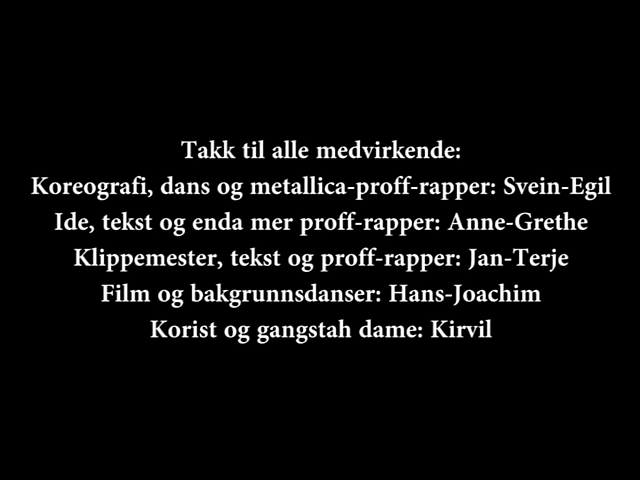 Takk til alle medvirkende:
Koreografi, dans og metallica-proff-rapper: Svein-Egil
Ide, tekst og enda mer proff-rapper: Anne-Grethe
Klippemester, tekst og proff-rapper: Jan-Terje
Film og bakgrunnsdanser: Hans-Joachim
Korist og gangstah dame: Kirvil